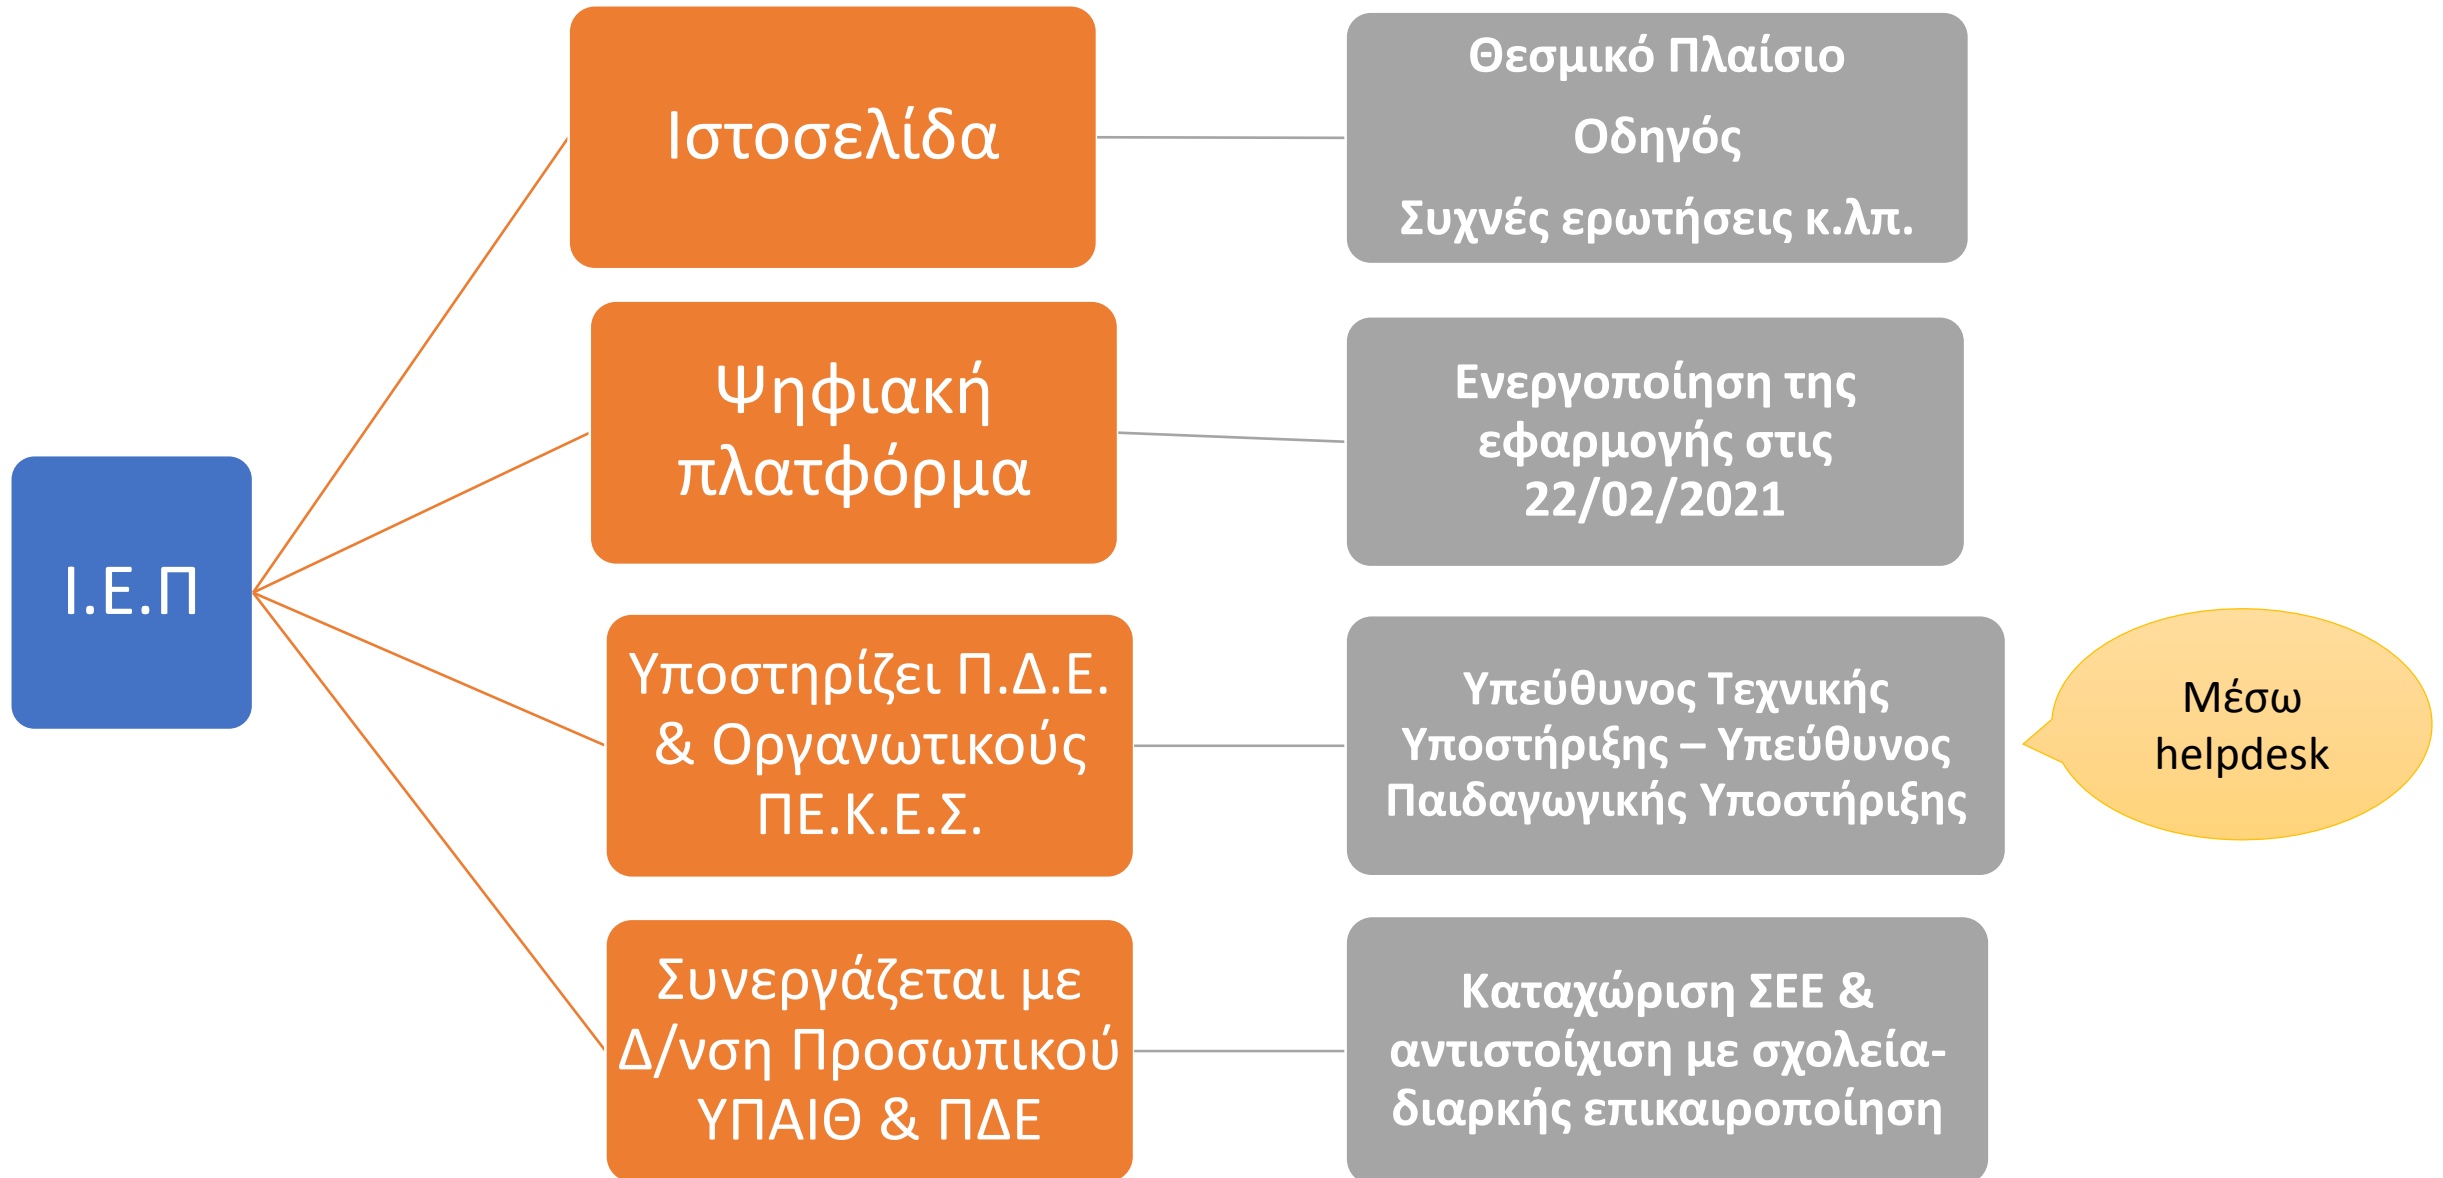 Ι.Ε.Π
Ιστοσελίδα
Θεσμικό Πλαίσιο
Οδηγός
Συχνές ερωτήσεις κ.λπ.
Ψηφιακή
πλατφόρμα
Ενεργοποίηση της
εφαρμογής στις
22/02/2021
Υποστηρίζει Π.Δ.Ε.
& Οργανωτικούς
ΠΕ.Κ.Ε.Σ.
Υπεύθυνος Τεχνικής
Υποστήριξης – Υπεύθυνος
Παιδαγωγικής Υποστήριξης
Μέσω
helpdesk
Συνεργάζεται με
Δ/νση Προσωπικού
ΥΠΑΙΘ & ΠΔΕ
Καταχώριση ΣΕΕ &
αντιστοίχιση με σχολεία-
διαρκής επικαιροποίηση